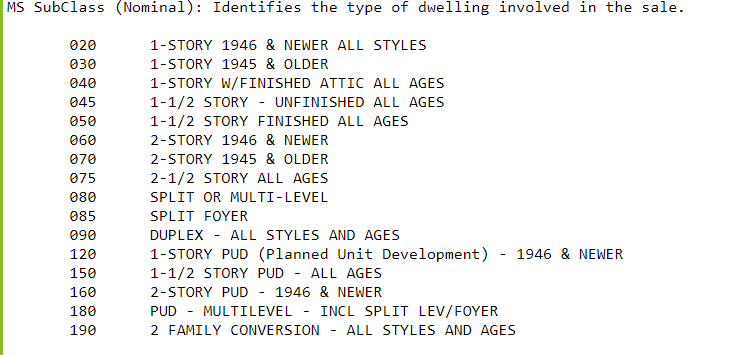 MS SubClass (Nominal): Identifies the type of dwelling involved in the sale.
020 1-STORY 1946 & NEWER ALL STYLES
030 1-STORY 1945 & OLDER
040 1-STORY W/FINISHED ATTIC ALL AGES
045 1-1/2 STORY - UNFINISHED ALL AGES
050 1-1/2 STORY FINISHED ALL AGES
060 2-STORY 1946 & NEWER
070 2-STORY 1945 & OLDER
075 2-1/2 STORY ALL AGES
080 SPLIT OR MULTI-LEVEL
085 SPLIT FOYER
090 DUPLEX - ALL STYLES AND AGES
120 1-STORY PUD (Planned Unit Development) - 1946 & NEWER
150 1-1/2 STORY PUD - ALL AGES
160 2-STORY PUD - 1946 & NEWER
180 PUD - MULTILEVEL - INCL SPLIT LEV/FOYER
190 2 FAMILY CONVERSION - ALL STYLES AND AGES